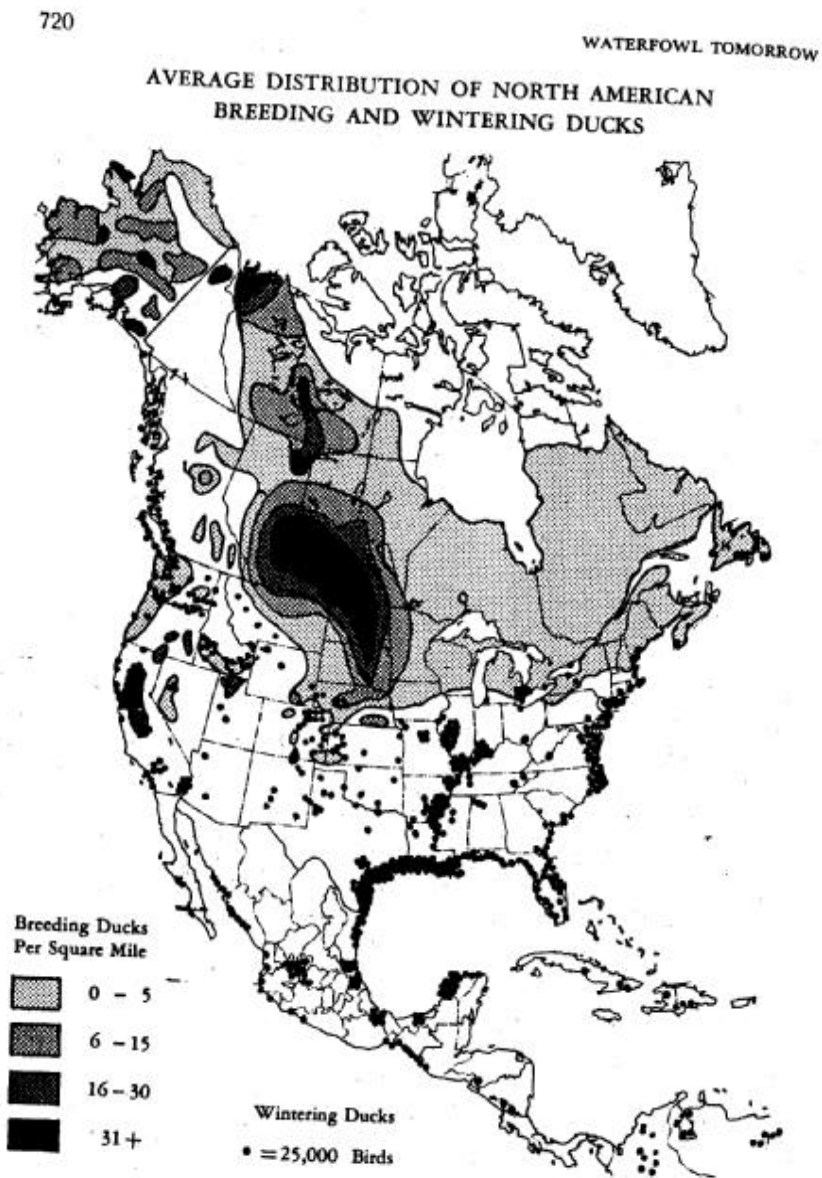 720
WATERFOWL TOMORROW
AVERAGE DISTRIBUTION OF NORTH AMERICAN
BREEDING AND WINTERING DUCKS
Breeding Ducks
Per Square Mile
0 - 5
6 - 15
16 - 30
31 +
Wintering Ducks
• = 25,000 Birds